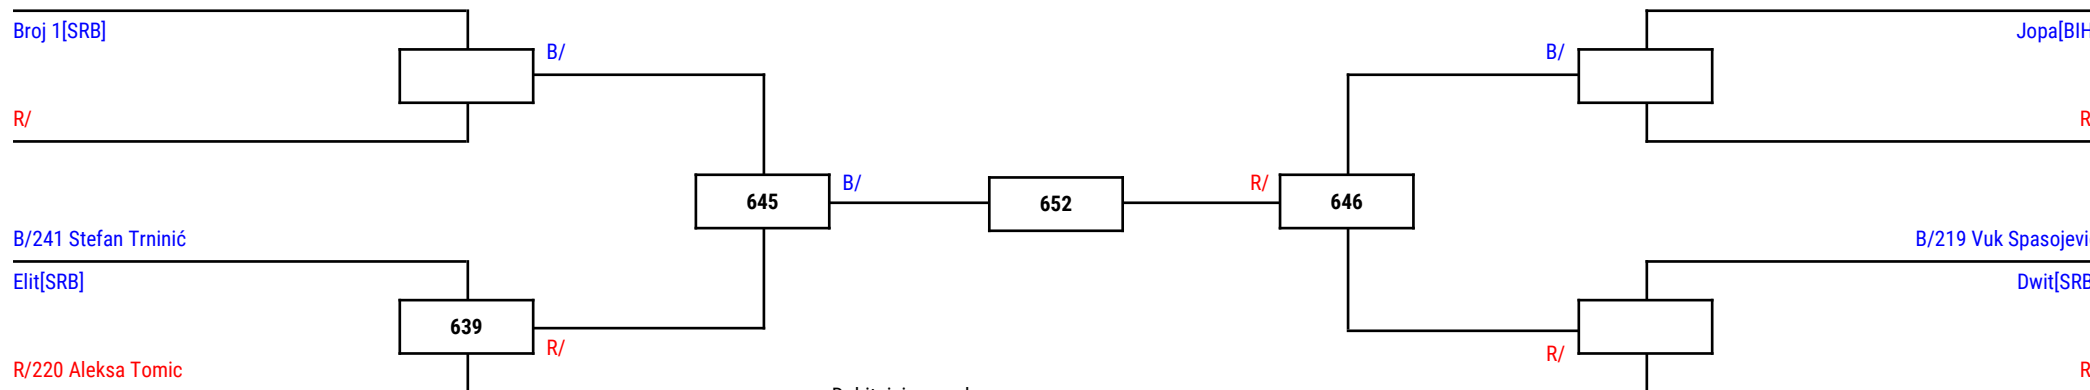 Broj 1[SRB]
Jopa[BIH
B/
B/
R/
R
645
B/
652
R/
646
B/241 Stefan Trninić
B/219 Vuk Spasojevi
Elit[SRB]
Dwit[SRB
639
R/
R/
R/220 Aleksa Tomic
R